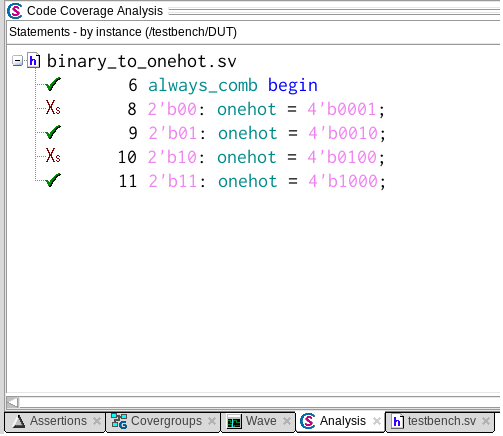 Code Coverage Analysis
Statements - by instance (/testbench/DUT)
binary_to_onehot.sv
6 always_comb begin
Xs 8 2'b00: onehot = 4'b0001;
9 2'b01: onehot = 4'b0010;
Xs 10 2'b10: onehot = 4'b0100;
11 2'b11: onehot = 4'b1000;
Assertions Covergroups Wave Analysis testbench.sv